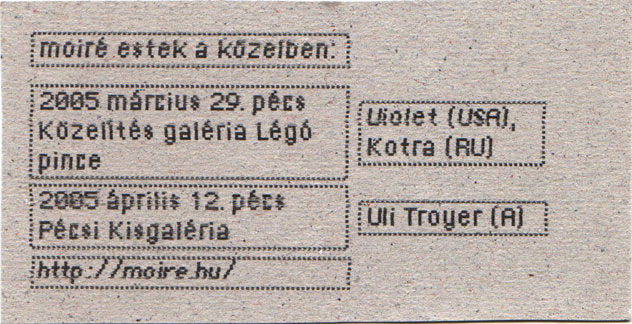 moiré estek a közelben:
2005 március 29. pécs
Közelítés galéria Légó
pince
Violet (USA),
Kotra (RU)
2005 április 12. pécs
Pécsi Kisgaléria
Uli Troyer (A)
http://moire.hu/